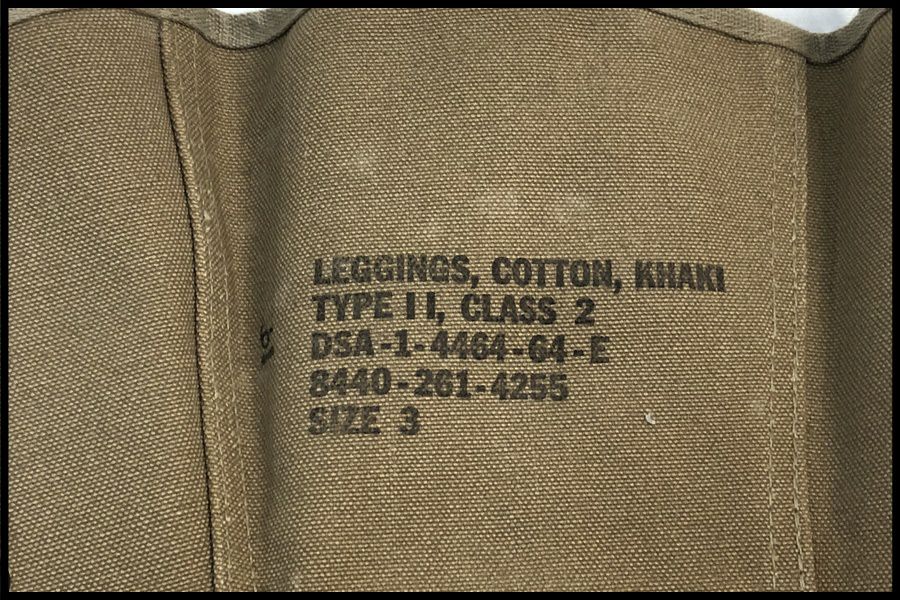 LEGGINGS, COTTON, KHAKI
TYPE II, CLASS 2
DSA-1-4464-64-E
8440-261-4255
SIZE 3